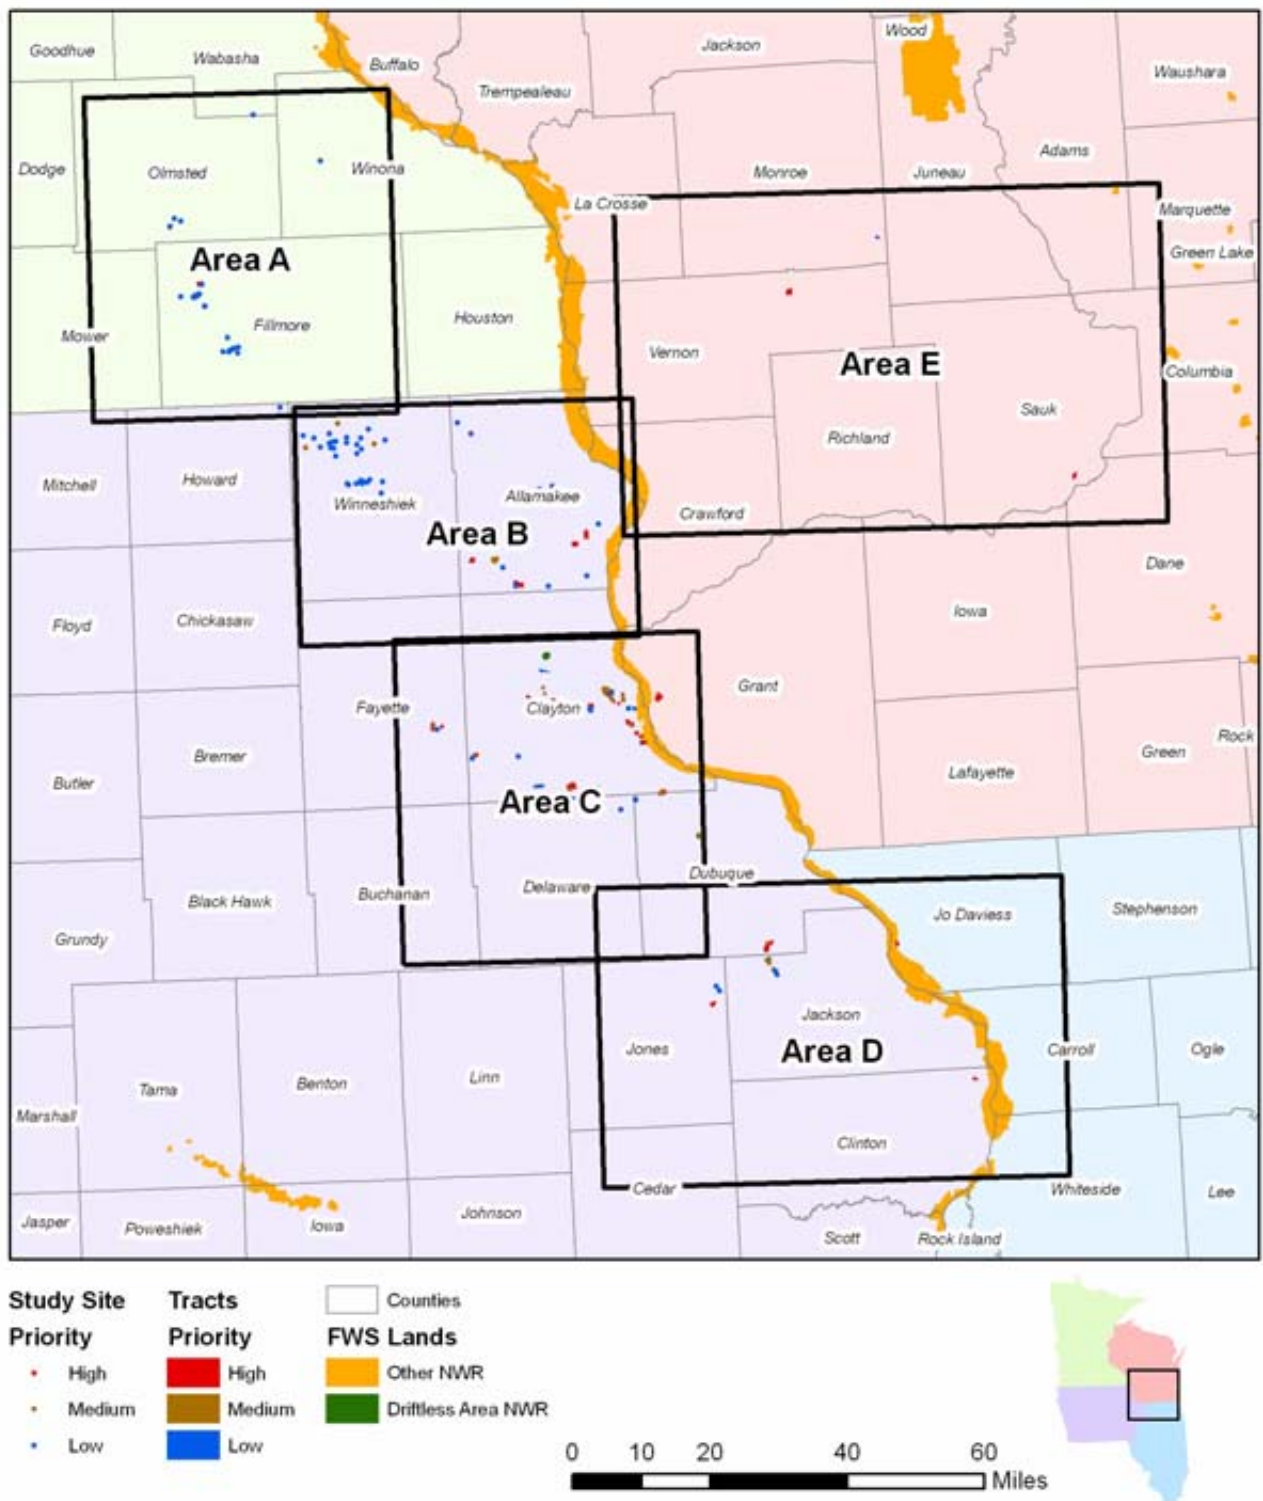 Goodhue
Wabasha
Buffalo
Trempealeau
Jackson
Wood
Waushara
Dodge
Olmsted
Winona
La Crosse
Monroe
Juneau
Adams
Marquette
Green Lake
Area A
Mower
Fillmore
Houston
Vernon
Area E
Columbia
Richland
Sauk
Mitchell
Howard
Winneshiek
Allamakee
Crawford
Area B
Dane
Floyd
Chickasaw
Iowa
Fayette
Clayton
Grant
Butler
Bremer
Lafayette
Green
Rock
Area C
Black Hawk
Buchanan
Delaware
Dubuque
Jo Daviess
Stephenson
Grundy
Jackson
Jones
Area D
Carroll
Ogle
Marshall
Tama
Benton
Linn
Clinton
Cedar
Whiteside
Lee
Jasper
Poweshiek
Iowa
Johnson
Scott
Rock Island
Study Site
Priority
High
Medium
Low
Tracts
Priority
High
Medium
Low
Counties
FWS Lands
Other NWR
Driftless Area NWR
0 10 20 40 60
Miles